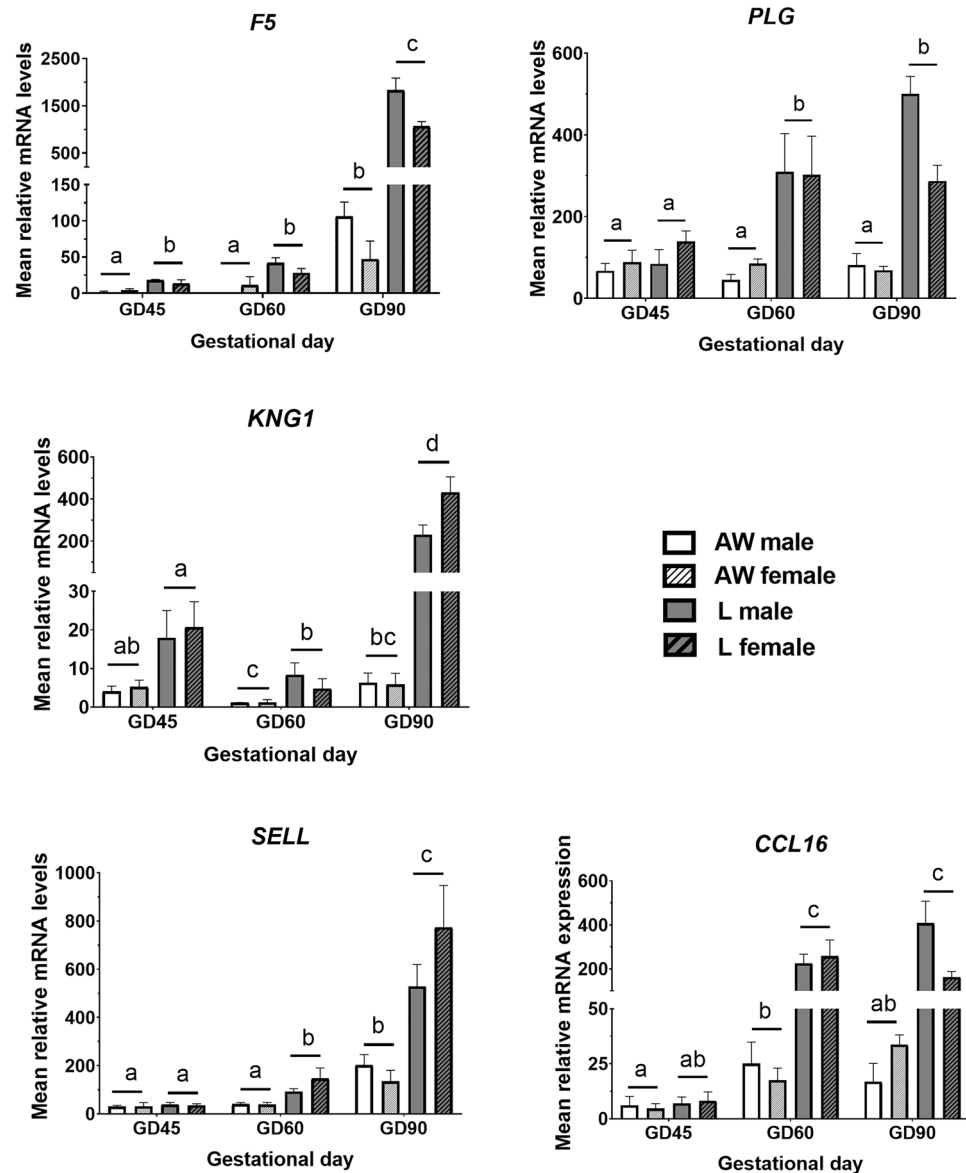 F5
Mean relative mRNA levels
2500
1500
500
150
100
50
0
a
b
a
b
b
c
GD45
GD60
GD90
Gestational day
PLG
Mean relative mRNA levels
600
400
200
0
a
a
a
b
a
b
GD45
GD60
GD90
Gestational day
KNG1
Mean relative mRNA levels
600
400
200
30
20
10
0
ab
a
c
b
bc
d
GD45
GD60
GD90
Gestational day
AW male
AW female
L male
L female
SELL
Mean relative mRNA levels
1000
800
600
400
200
0
a
a
a
b
b
c
GD45
GD60
GD90
Gestational day
CCL16
Mean relative mRNA expression
600
400
200
50
25
0
a
ab
b
c
ab
c
GD45
GD60
GD90
Gestational day